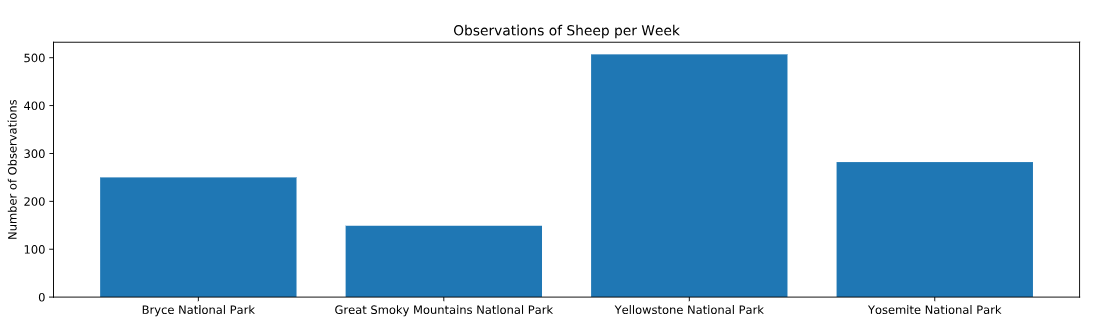 Observations of Sheep per Week
Number of Observations
500
400
300
200
100
0
Bryce National Park
Great Smoky Mountains National Park
Yellowstone National Park
Yosemite National Park